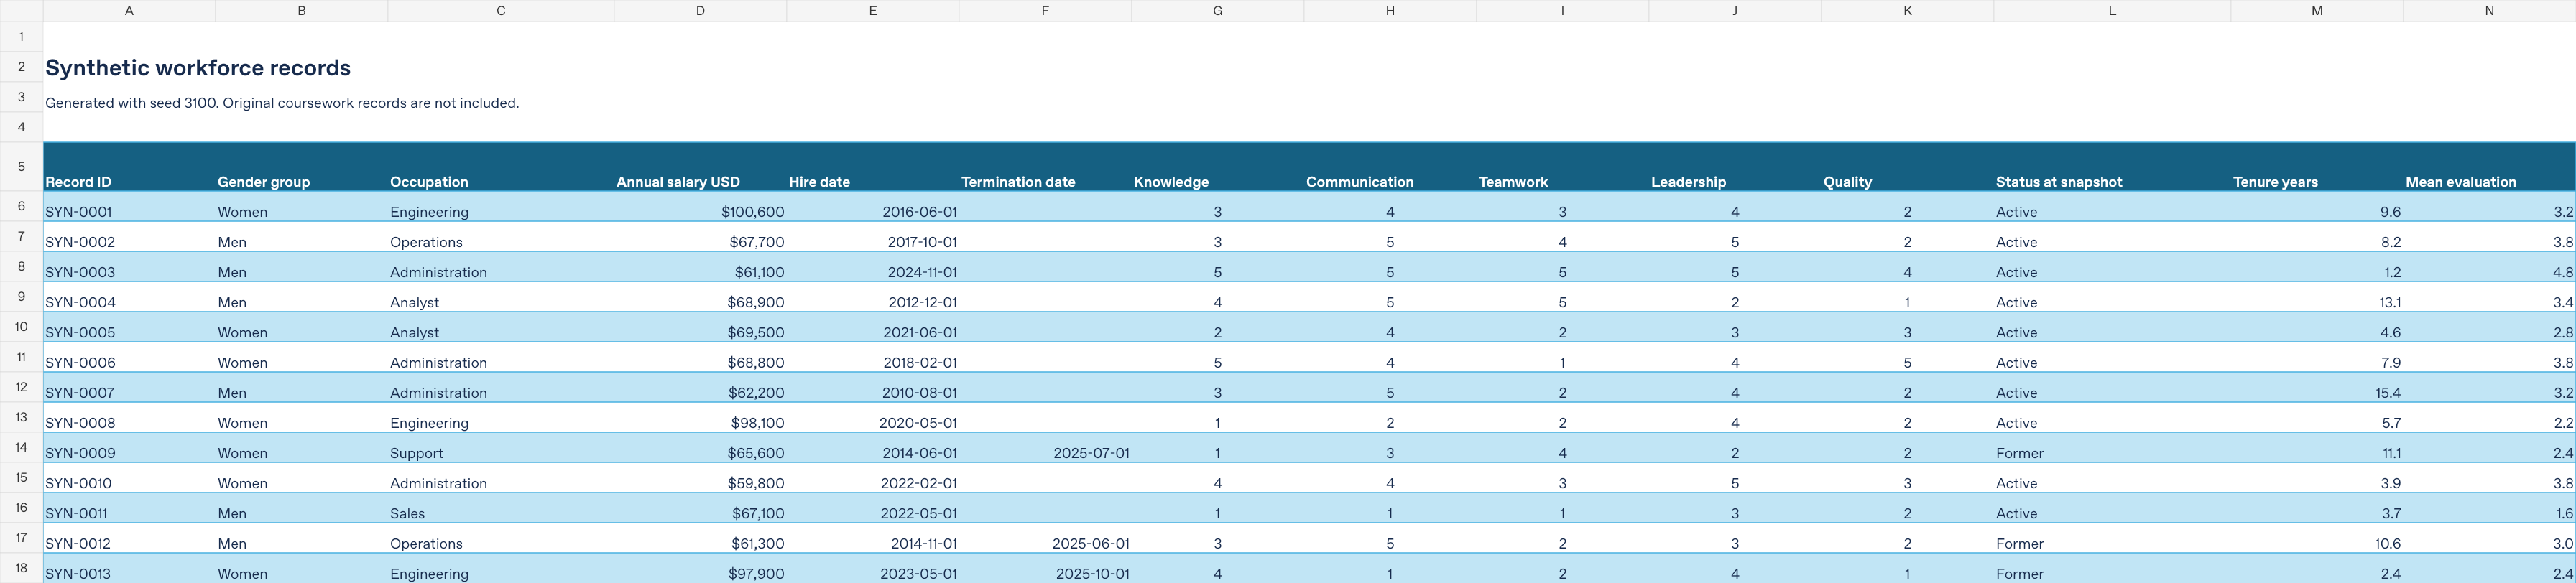 A B C D E F G H I J K L M N
1
2 Synthetic workforce records
3 Generated with seed 3100. Original coursework records are not included.
4
5 Record ID Gender group Occupation Annual salary USD Hire date Termination date Knowledge Communication Teamwork Leadership Quality Status at snapshot Tenure years Mean evaluation
6 SYN-0001 Women Engineering $100,600 2016-06-01 3 4 3 4 2 Active 9.6 3.2
7 SYN-0002 Men Operations $67,700 2017-10-01 3 5 4 5 2 Active 8.2 3.8
8 SYN-0003 Men Administration $61,100 2024-11-01 5 5 5 5 4 Active 1.2 4.8
9 SYN-0004 Men Analyst $68,900 2012-12-01 4 5 5 2 1 Active 13.1 3.4
10 SYN-0005 Women Analyst $69,500 2021-06-01 2 4 2 3 3 Active 4.6 2.8
11 SYN-0006 Women Administration $68,800 2018-02-01 5 4 1 4 5 Active 7.9 3.8
12 SYN-0007 Men Administration $62,200 2010-08-01 3 5 2 4 2 Active 15.4 3.2
13 SYN-0008 Women Engineering $98,100 2020-05-01 1 2 2 4 2 Active 5.7 2.2
14 SYN-0009 Women Support $65,600 2014-06-01 2025-07-01 1 3 4 2 2 Former 11.1 2.4
15 SYN-0010 Women Administration $59,800 2022-02-01 4 4 3 5 3 Active 3.9 3.8
16 SYN-0011 Men Sales $67,100 2022-05-01 1 1 1 3 2 Active 3.7 1.6
17 SYN-0012 Men Operations $61,300 2014-11-01 2025-06-01 3 5 2 3 2 Former 10.6 3.0
18 SYN-0013 Women Engineering $97,900 2023-05-01 2025-10-01 4 1 2 4 1 Former 2.4 2.4